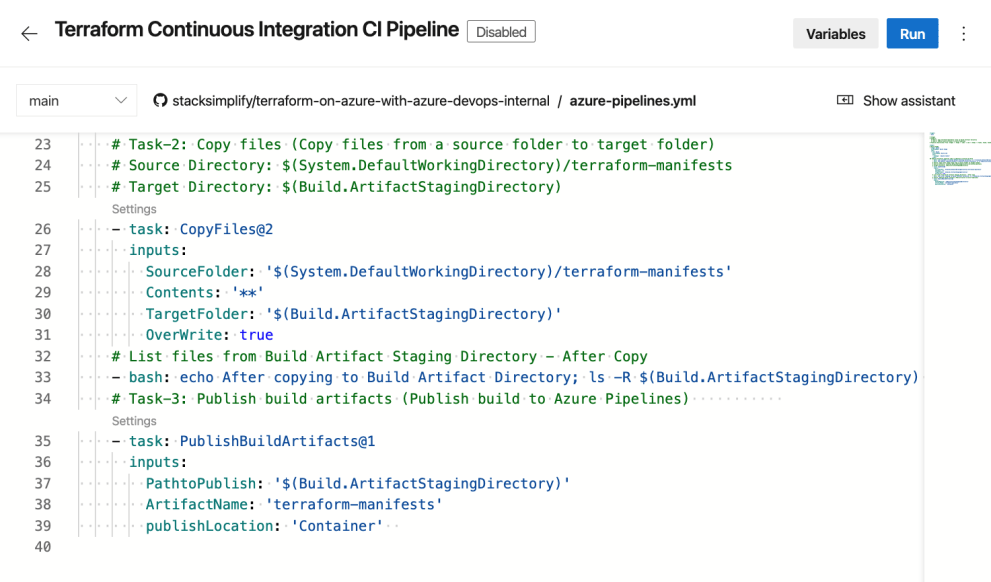 Terraform Continuous Integration CI Pipeline Disabled Variables Run
main stacksimplify/terraform-on-azure-with-azure-devops-internal / azure-pipelines.yml Show assistant
23 # Task-2: Copy files (Copy files from a source folder to target folder)
24 # Source Directory: $(System.DefaultWorkingDirectory)/terraform-manifests
25 # Target Directory: $(Build.ArtifactStagingDirectory)
Settings
26 - task: CopyFiles@2
27 inputs:
28 SourceFolder: '$(System.DefaultWorkingDirectory)/terraform-manifests'
29 Contents: '**'
30 TargetFolder: '$(Build.ArtifactStagingDirectory)'
31 OverWrite: true
32 # List files from Build Artifact Staging Directory - After Copy
33 - bash: echo After copying to Build Artifact Directory; ls -R $(Build.ArtifactStagingDirectory)
34 # Task-3: Publish build artifacts (Publish build to Azure Pipelines)
Settings
35 - task: PublishBuildArtifacts@1
36 inputs:
37 PathtoPublish: '$(Build.ArtifactStagingDirectory)'
38 ArtifactName: 'terraform-manifests'
39 publishLocation: 'Container'
40